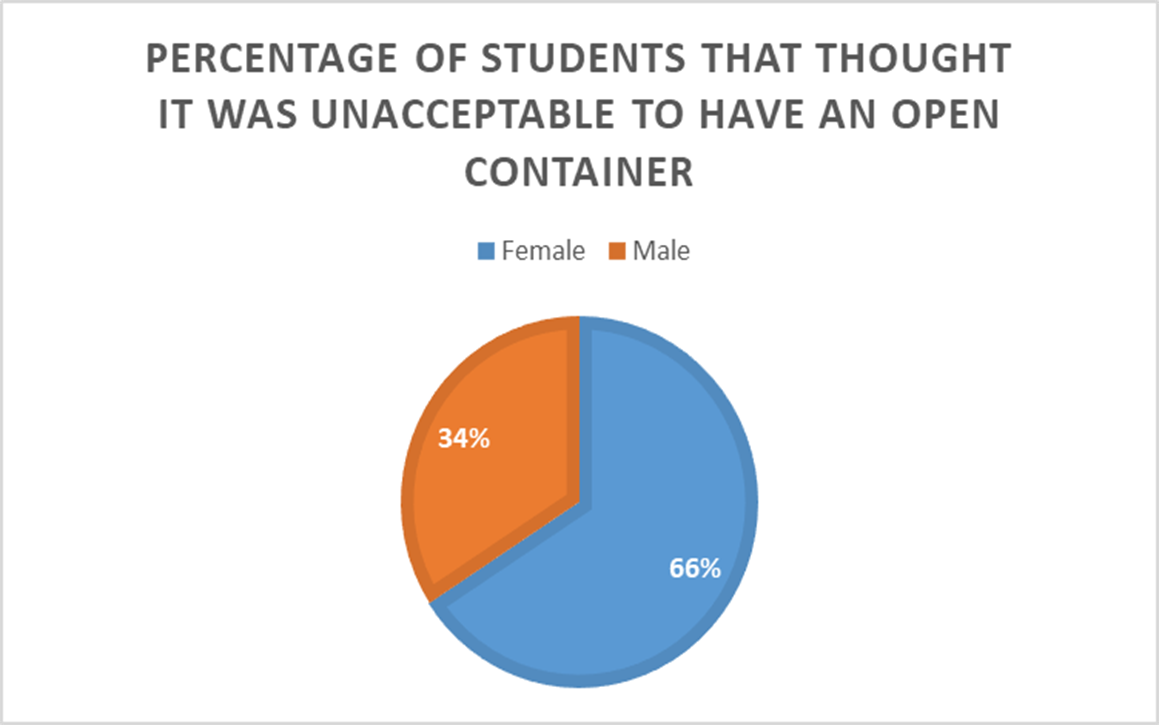 PERCENTAGE OF STUDENTS THAT THOUGHT
IT WAS UNACCEPTABLE TO HAVE AN OPEN
CONTAINER
Female Male
34%
66%